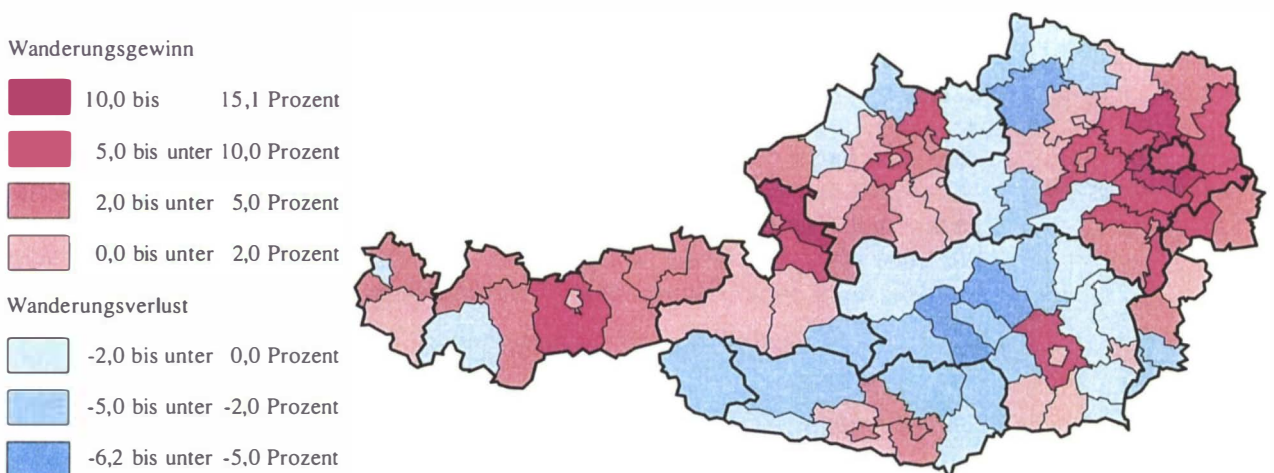 Wanderungsgewinn
10,0 bis 15,1 Prozent
5,0 bis unter 10,0 Prozent
2,0 bis unter 5,0 Prozent
0,0 bis unter 2,0 Prozent
Wanderungsverlust
-2,0 bis unter 0,0 Prozent
-5,0 bis unter -2,0 Prozent
-6,2 bis unter -5,0 Prozent